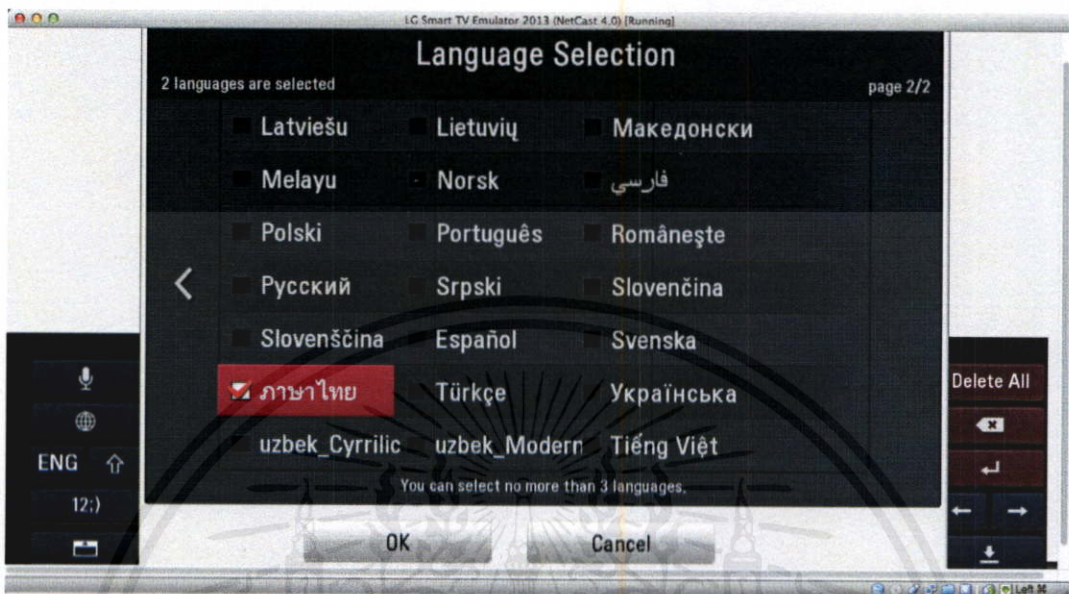 LG Smart TV Emulator 2013 (NetCast 4.0) [Running]
Language Selection
2 languages are selected
page 2/2
Latviešu Lietuvių Македонски
Melayu Norsk فارسي
Polski Português Româneşte
Русский Srpski Slovenčina
Slovenščina Español Svenska
ภาษาไทย Türkçe Українська
uzbek_Cyrrilic uzbek_Modern Tiếng Việt
You can select no more than 3 languages.
OK Cancel
ENG
12;)
Delete All
Left ⌘